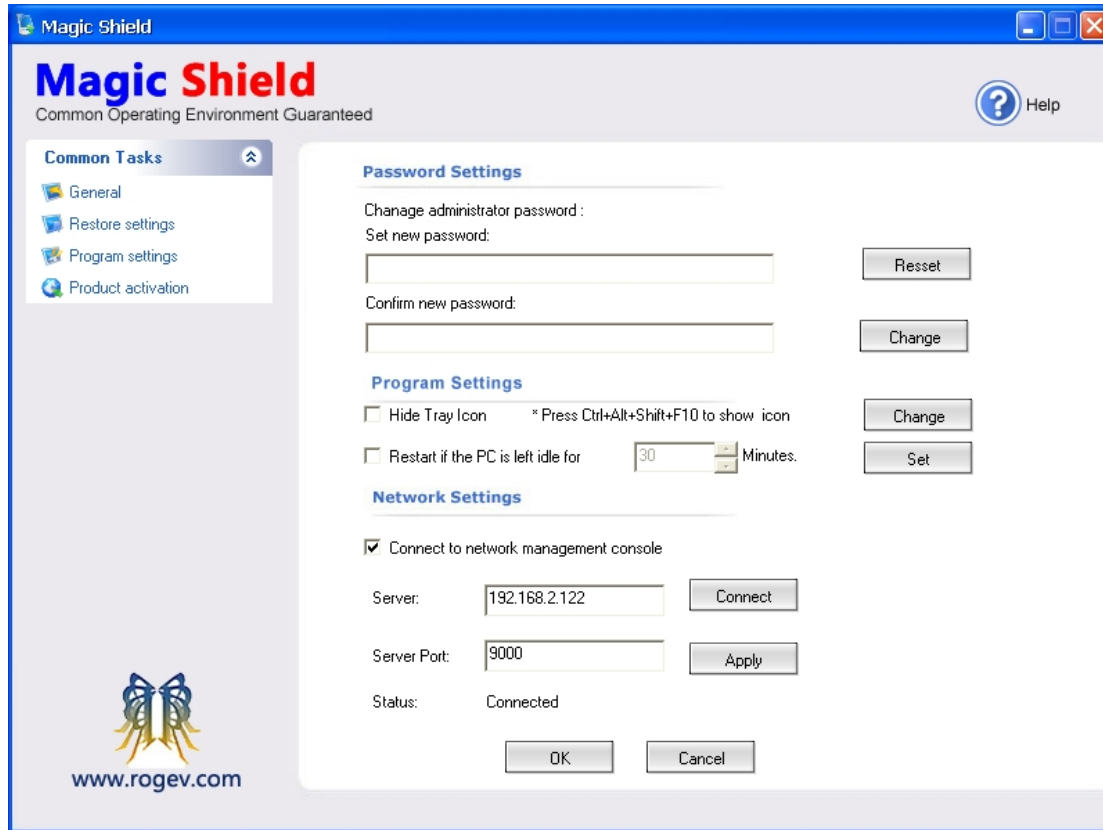 Magic Shield
Magic Shield
Common Operating Environment Guaranteed
Help
Common Tasks
General
Restore settings
Program settings
Product activation
Password Settings
Chanage administrator password :
Set new password:
Resset
Confirm new password:
Change
Program Settings
Hide Tray Icon * Press Ctrl+Alt+Shift+F10 to show icon Change
Restart if the PC is left idle for 30 Minutes. Set
Network Settings
Connect to network management console
Server: 192.168.2.122 Connect
Server Port: 9000 Apply
Status: Connected
OK Cancel
www.rogev.com